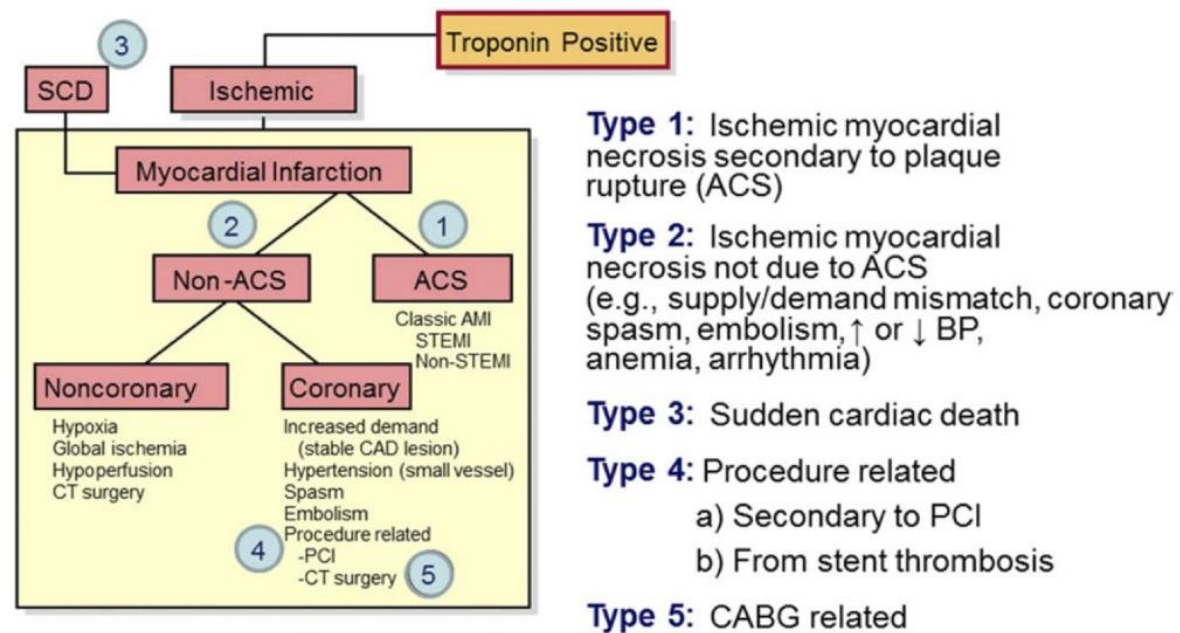 Troponin Positive
3
SCD
Ischemic
Myocardial Infarction
2
1
Non-ACS
ACS
Classic AMI
STEMI
Non-STEMI
Noncoronary
Coronary
Hypoxia
Global ischemia
Hypoperfusion
CT surgery
Increased demand
(stable CAD lesion)
Hypertension (small vessel)
Spasm
Embolism
Procedure related
4
-PCI
-CT surgery
5
Type 1: Ischemic myocardial
necrosis secondary to plaque
rupture (ACS)
Type 2: Ischemic myocardial
necrosis not due to ACS
(e.g., supply/demand mismatch, coronary
spasm, embolism, ↑ or ↓ BP,
anemia, arrhythmia)
Type 3: Sudden cardiac death
Type 4: Procedure related
a) Secondary to PCI
b) From stent thrombosis
Type 5: CABG related